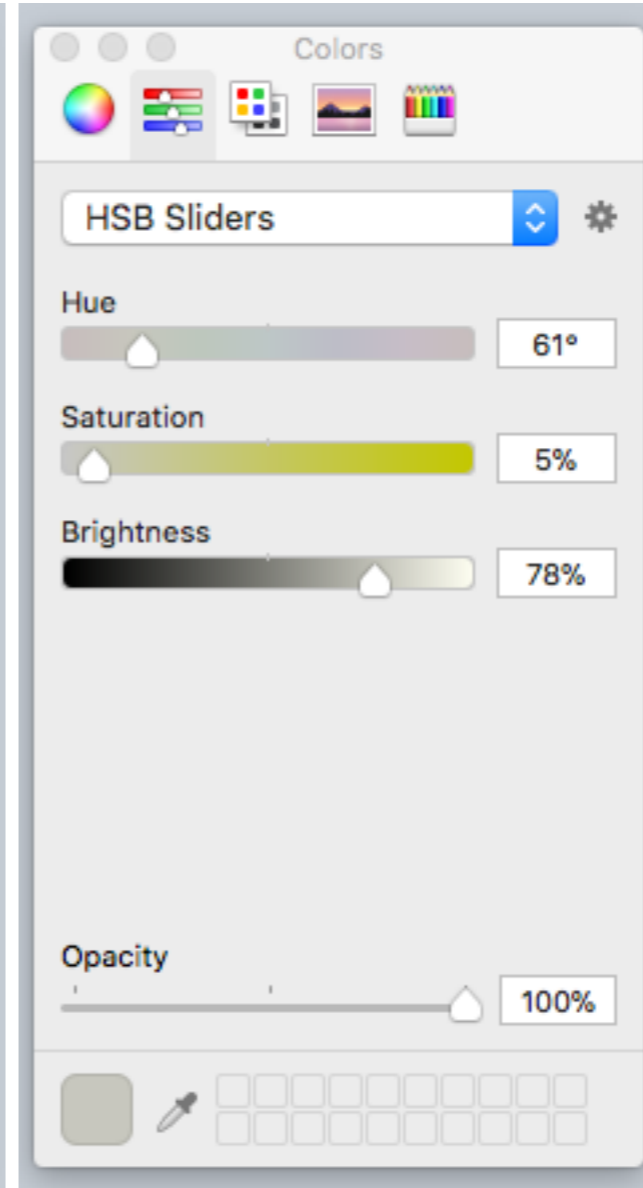 Colors
HSB Sliders
Hue
61°
Saturation
5%
Brightness
78%
Opacity
100%